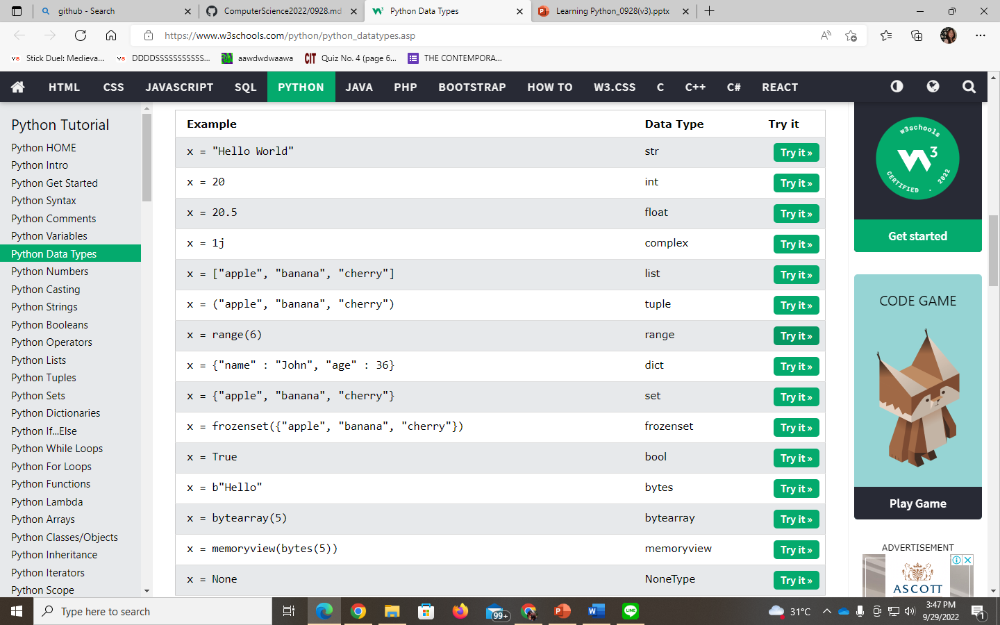 github - Search
ComputerScience2022/0928.md
Python Data Types
Learning Python_0928(v3).pptx
https://www.w3schools.com/python/python_datatypes.asp
Stick Duel: Medieva...
DDDDSSSSSSSSSSS...
aawdwdwaawa
CIT Quiz No. 4 (page 6...
THE CONTEMPORA...
HTML CSS JAVASCRIPT SQL PYTHON JAVA PHP BOOTSTRAP HOW TO W3.CSS C C++ C# REACT
Python Tutorial
Python HOME
Python Intro
Python Get Started
Python Syntax
Python Comments
Python Variables
Python Data Types
Python Numbers
Python Casting
Python Strings
Python Booleans
Python Operators
Python Lists
Python Tuples
Python Sets
Python Dictionaries
Python If...Else
Python While Loops
Python For Loops
Python Functions
Python Lambda
Python Arrays
Python Classes/Objects
Python Inheritance
Python Iterators
Python Scope
Example Data Type Try it
x = "Hello World" str Try it »
x = 20 int Try it »
x = 20.5 float Try it »
x = 1j complex Try it »
x = ["apple", "banana", "cherry"] list Try it »
x = ("apple", "banana", "cherry") tuple Try it »
x = range(6) range Try it »
x = {"name" : "John", "age" : 36} dict Try it »
x = {"apple", "banana", "cherry"} set Try it »
x = frozenset({"apple", "banana", "cherry"}) frozenset Try it »
x = True bool Try it »
x = b"Hello" bytes Try it »
x = bytearray(5) bytearray Try it »
x = memoryview(bytes(5)) memoryview Try it »
x = None NoneType Try it »
w3schools
W3
CERTIFIED . 2022
Get started
CODE GAME
Play Game
ADVERTISEMENT
ASCOTT
Type here to search
99+
W
LINE
31°C
3:47 PM
9/29/2022
1